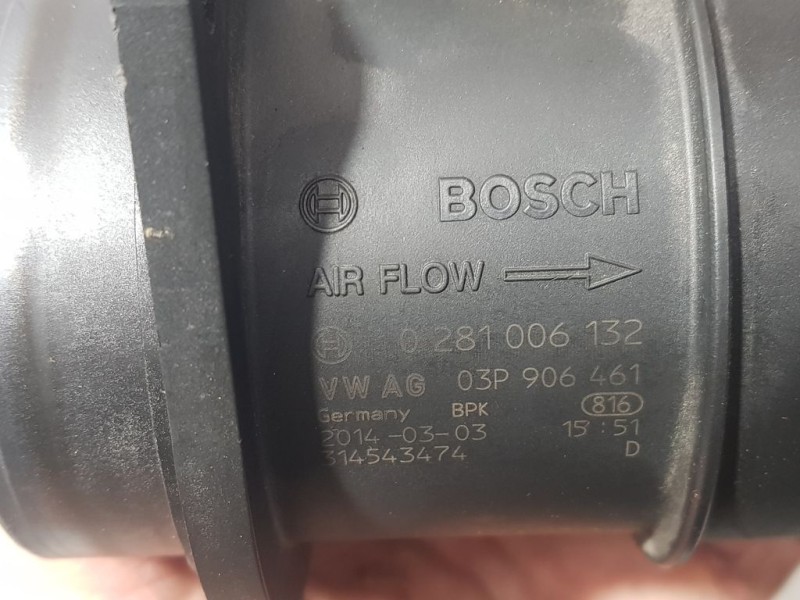 BOSCH
AIR FLOW
0 281 006 132
VW AG 03P 906 461
Germany BPK 816
2014-03-03 15:51
314543474 D